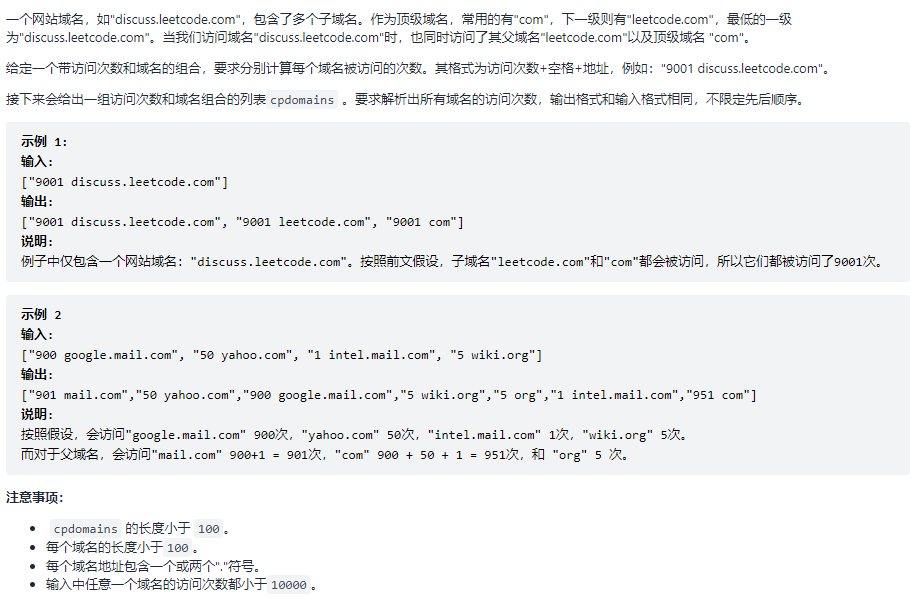 一个网站域名，如"discuss.leetcode.com"，包含了多个子域名。作为顶级域名，常用的有"com"，下一级则有"leetcode.com"，最低的一级
为"discuss.leetcode.com"。当我们访问域名"discuss.leetcode.com"时，也同时访问了其父域名"leetcode.com"以及顶级域名 "com"。
给定一个带访问次数和域名的组合，要求分别计算每个域名被访问的次数。其格式为访问次数+空格+地址，例如："9001 discuss.leetcode.com"。
接下来会给出一组访问次数和域名组合的列表 cpdomains 。要求解析出所有域名的访问次数，输出格式和输入格式相同，不限定先后顺序。
示例 1:
输入:
["9001 discuss.leetcode.com"]
输出:
["9001 discuss.leetcode.com", "9001 leetcode.com", "9001 com"]
说明:
例子中仅包含一个网站域名："discuss.leetcode.com"。按照前文假设，子域名"leetcode.com"和"com"都会被访问，所以它们都被访问了9001次。
示例 2
输入:
["900 google.mail.com", "50 yahoo.com", "1 intel.mail.com", "5 wiki.org"]
输出:
["901 mail.com","50 yahoo.com","900 google.mail.com","5 wiki.org","5 org","1 intel.mail.com","951 com"]
说明:
按照假设，会访问"google.mail.com" 900次，"yahoo.com" 50次，"intel.mail.com" 1次，"wiki.org" 5次。
而对于父域名，会访问"mail.com" 900+1 = 901次，"com" 900 + 50 + 1 = 951次，和 "org" 5 次。
注意事项:
• cpdomains 的长度小于 100。
• 每个域名的长度小于100。
• 每个域名地址包含一个或两个"."符号。
• 输入中任意一个域名的访问次数都小于10000。